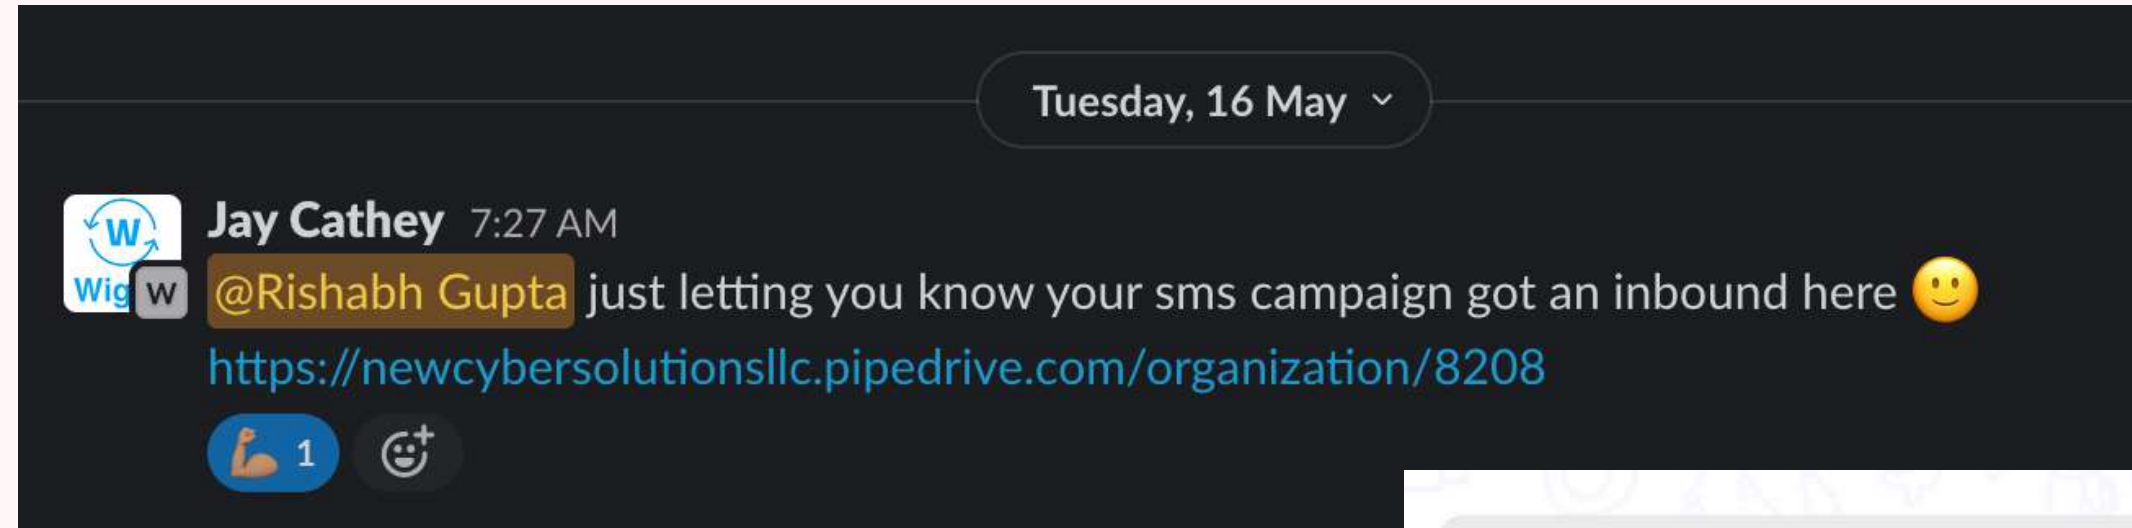 Tuesday, 16 May
W
Wig W
Jay Cathey 7:27 AM
@Rishabh Gupta just letting you know your sms campaign got an inbound here 🙂
https://newcybersolutionsllc.pipedrive.com/organization/8208
💪🏽 1